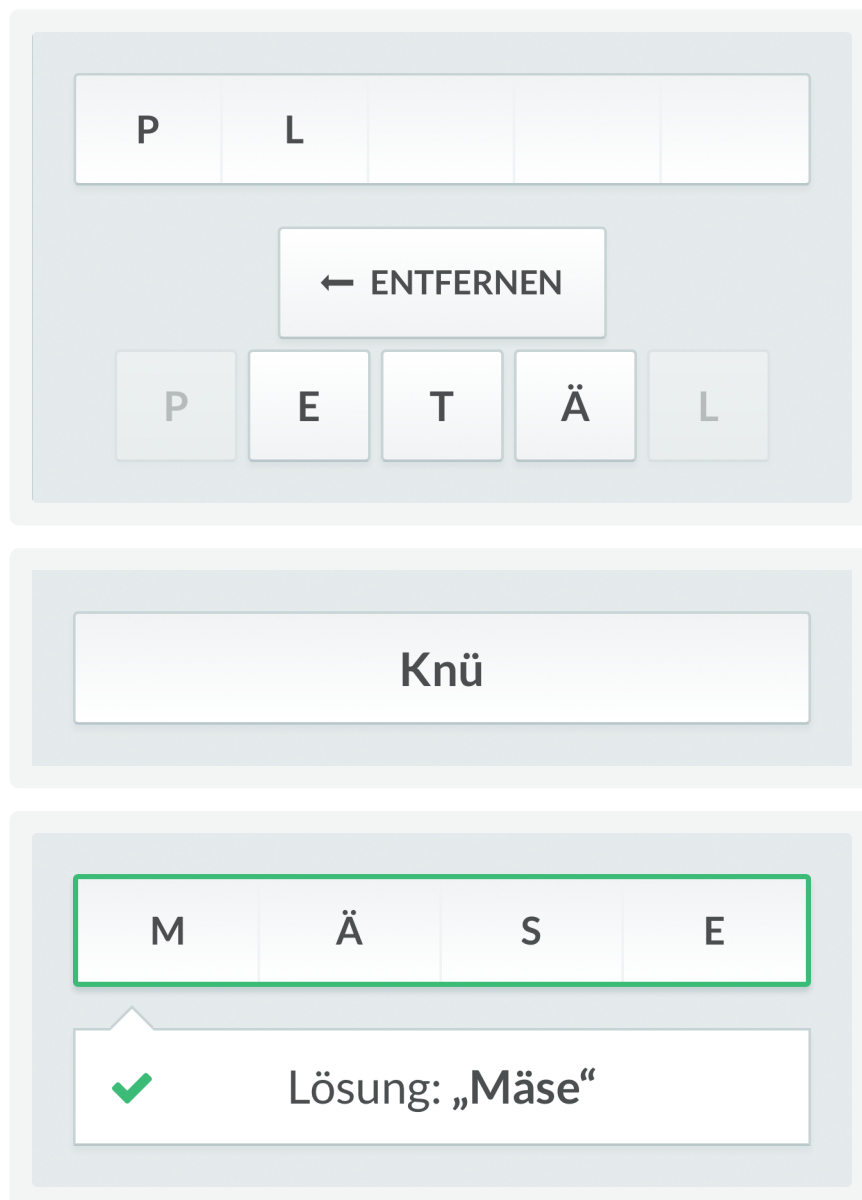 P L
← ENTFERNEN
P E T Ä L
Knü
M Ä S E
Lösung: „Mäse“